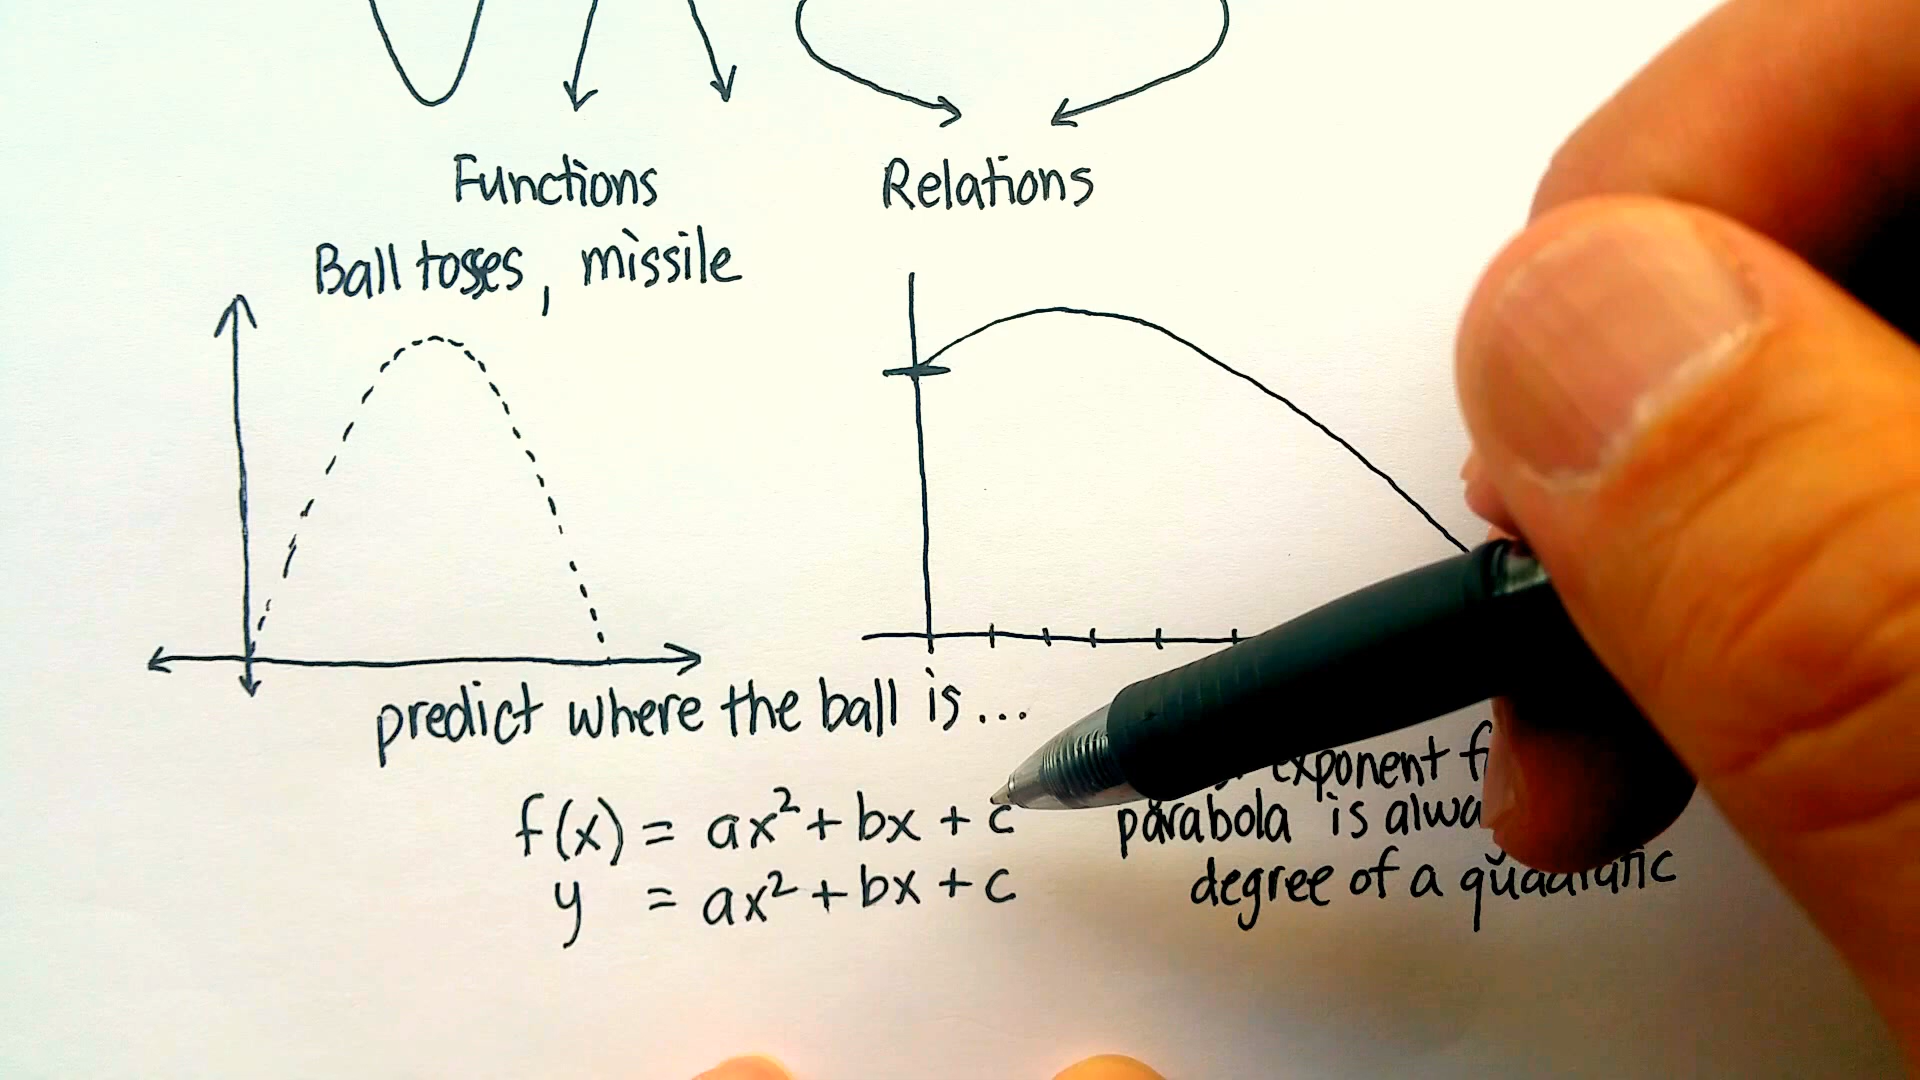 Functions
Relations
Ball tosses, missile
predict where the ball is...
f(x) = ax² + bx + c
y = ax² + bx + c
exponent
parabola is
degree of a quadratic